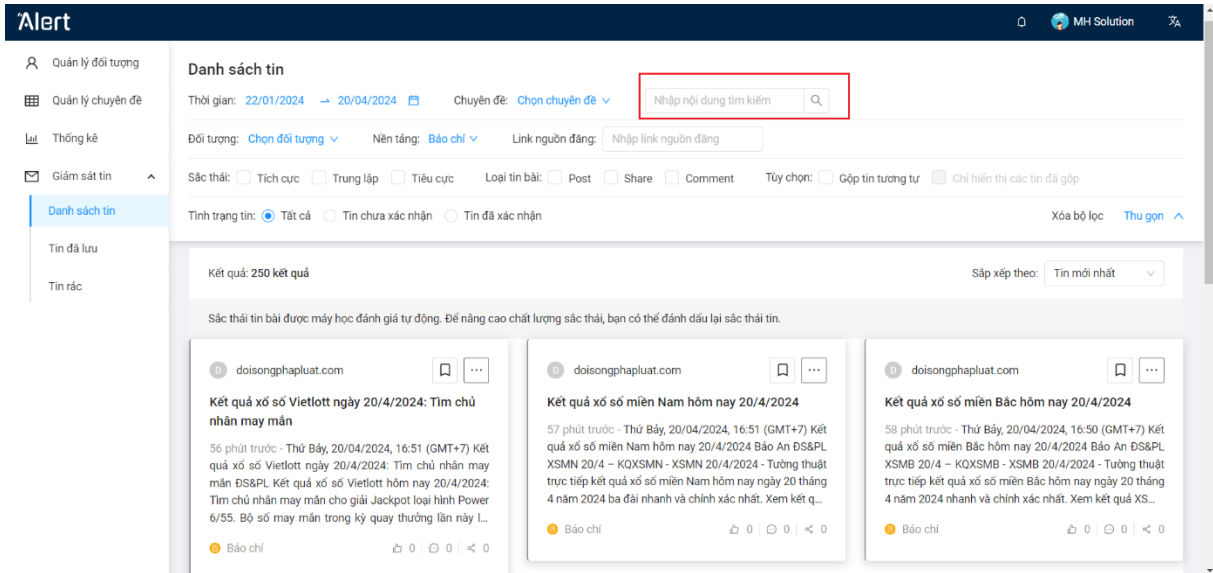 Alert
MH Solution
Quản lý đối tượng
Quản lý chuyên đề
Thống kê
Giám sát tin
Danh sách tin
Tin đã lưu
Tin rác
Danh sách tin
Thời gian: 22/01/2024 → 20/04/2024 Chuyên đề: Chọn chuyên đề Nhập nội dung tìm kiếm
Đối tượng: Chọn đối tượng Nền tảng: Báo chí Link nguồn đăng: Nhập link nguồn đăng
Sắc thái: Tích cực Trung lập Tiêu cực Loại tin bài: Post Share Comment Tùy chọn: Gộp tin tương tự Chỉ hiển thị các tin đã gộp
Tình trạng tin: Tất cả Tin chưa xác nhận Tin đã xác nhận Xóa bộ lọc Thu gọn
Kết quả: 250 kết quả Sắp xếp theo: Tin mới nhất
Sắc thái tin bài được máy học đánh giá tự động. Để nâng cao chất lượng sắc thái, bạn có thể đánh dấu lại sắc thái tin.
D doisongphapluat.com
Kết quả xổ số Vietlott ngày 20/4/2024: Tìm chủ
nhân may mắn
56 phút trước - Thứ Bảy, 20/04/2024, 16:51 (GMT+7) Kết
quả xổ số Vietlott ngày 20/4/2024: Tìm chủ nhân may
mắn ĐS&PL Kết quả xổ số Vietlott hôm nay 20/4/2024:
Tìm chủ nhân may mắn cho giải Jackpot loại hình Power
6/55. Bộ số may mắn trong kỳ quay thưởng lần này l...
Báo chí 0 0 0
D doisongphapluat.com
Kết quả xổ số miền Nam hôm nay 20/4/2024
57 phút trước - Thứ Bảy, 20/04/2024, 16:51 (GMT+7) Kết
quả xổ số miền Nam hôm nay 20/4/2024 Báo An ĐS&PL
XSMN 20/4 – KQXSMN - XSMN 20/4/2024 - Tường thuật
trực tiếp kết quả xổ số miền Nam hôm nay ngày 20 tháng
4 năm 2024 ba đài nhanh và chính xác nhất. Xem kết q...
Báo chí 0 0 0
D doisongphapluat.com
Kết quả xổ số miền Bắc hôm nay 20/4/2024
58 phút trước - Thứ Bảy, 20/04/2024, 16:50 (GMT+7) Kết
quả xổ số miền Bắc hôm nay 20/4/2024 Báo An ĐS&PL
XSMB 20/4 – KQXSMB - XSMB 20/4/2024 - Tường thuật
trực tiếp kết quả xổ số miền Bắc hôm nay ngày 20 tháng
4 năm 2024 nhanh và chính xác nhất. Xem kết quả XS...
Báo chí 0 0 0